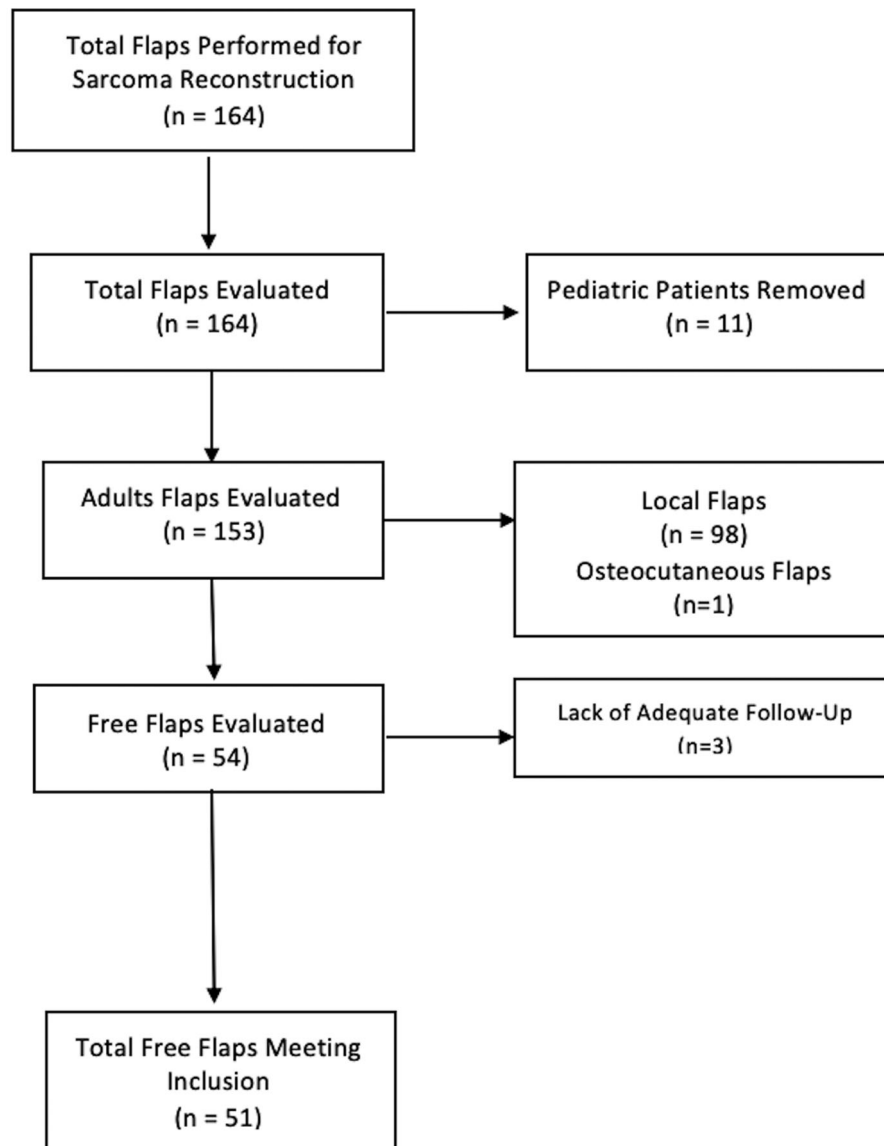 Total Flaps Performed for
Sarcoma Reconstruction
(n = 164)
Total Flaps Evaluated
(n = 164)
Pediatric Patients Removed
(n = 11)
Adults Flaps Evaluated
(n = 153)
Local Flaps
(n = 98)
Osteocutaneous Flaps
(n=1)
Free Flaps Evaluated
(n = 54)
Lack of Adequate Follow-Up
(n=3)
Total Free Flaps Meeting
Inclusion
(n = 51)